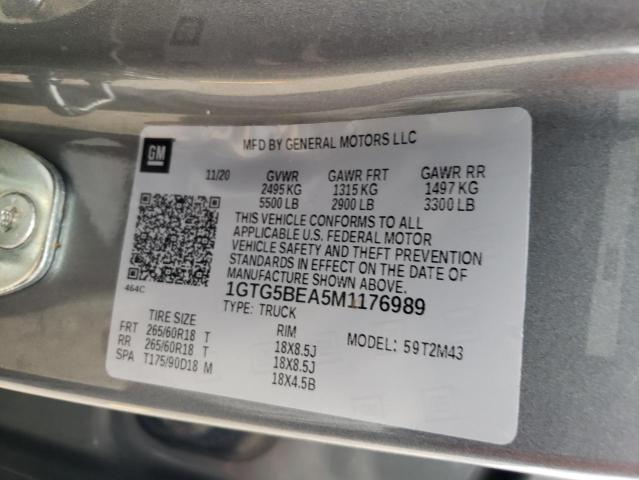 GM
MFD BY GENERAL MOTORS LLC
11/20 GVWR GAWR FRT GAWR RR
2495 KG 1315 KG 1497 KG
5500 LB 2900 LB 3300 LB
THIS VEHICLE CONFORMS TO ALL
APPLICABLE U.S. FEDERAL MOTOR
VEHICLE SAFETY AND THEFT PREVENTION
STANDARDS IN EFFECT ON THE DATE OF
MANUFACTURE SHOWN ABOVE.
464C
1GTG5BEA5M1176989
TYPE: TRUCK
TIRE SIZE RIM MODEL: 59T2M43
FRT 265/60R18 T 18X8.5J
RR 265/60R18 T 18X8.5J
SPA T175/90D18 M 18X4.5B